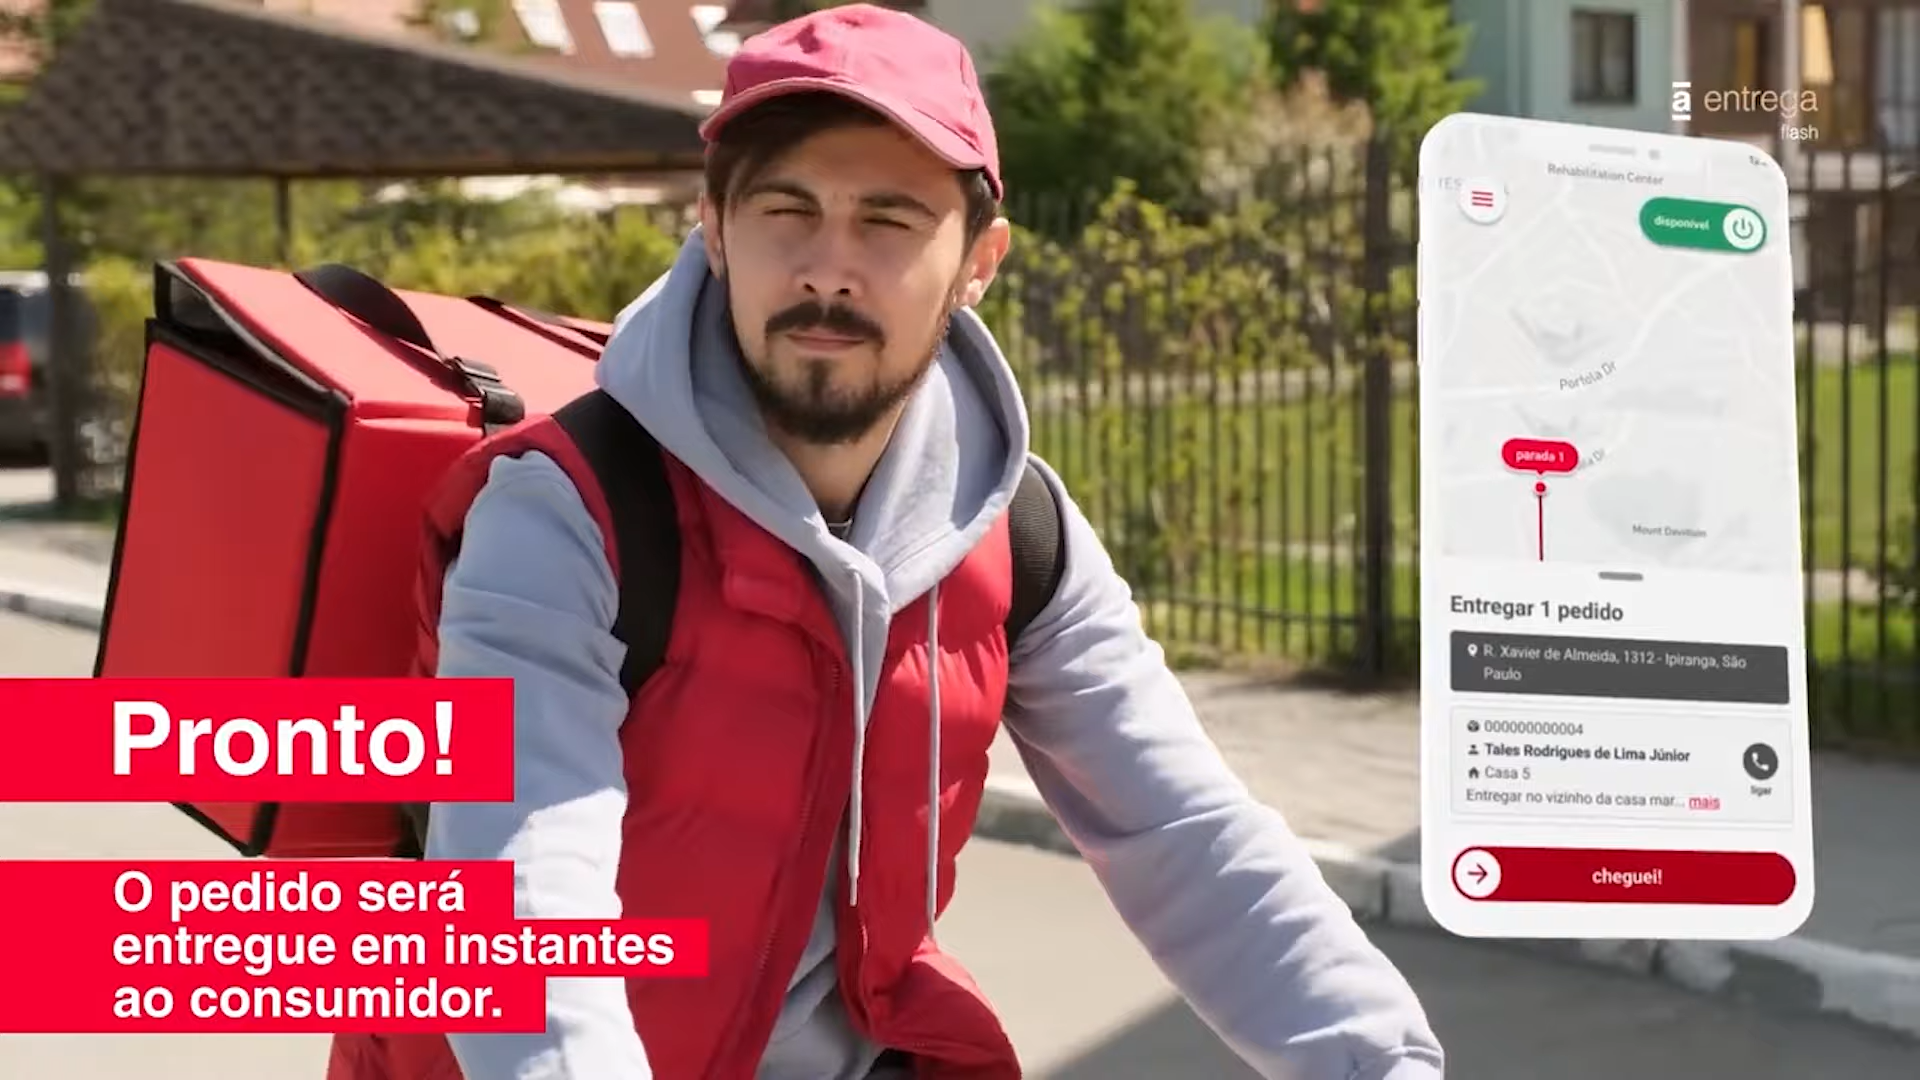 Pronto!
O pedido será
entregue em instantes
ao consumidor.
a entrega
flash
Rehabilitation Center
disponível
Portola Dr
parada 1
Mount Davidson
Entregar 1 pedido
R. Xavier de Almeida, 1312 - Ipiranga, São
Paulo
000000000004
Tales Rodrigues de Lima Júnior
Casa 5
Entregar no vizinho da casa mar... mais
ligar
cheguei!